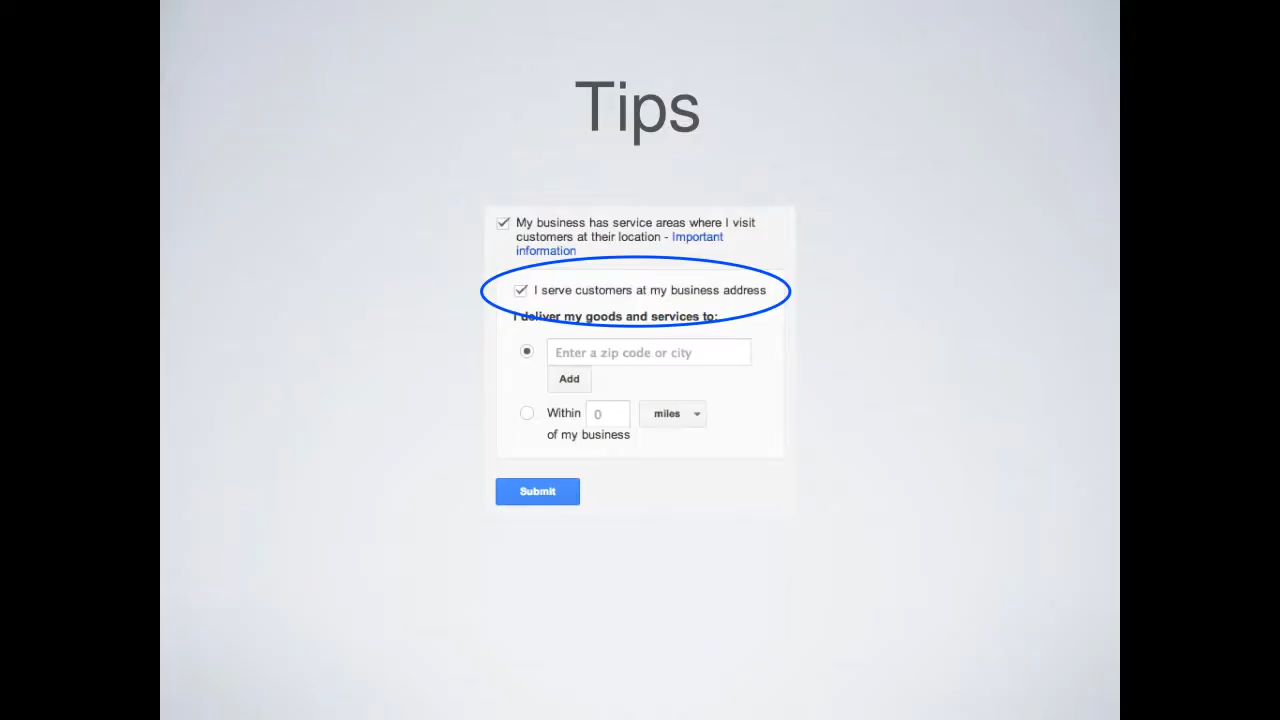 Tips
My business has service areas where I visit
customers at their location - Important
information
I serve customers at my business address
I deliver my goods and services to:
Enter a zip code or city
Add
Within 0 miles
of my business
Submit